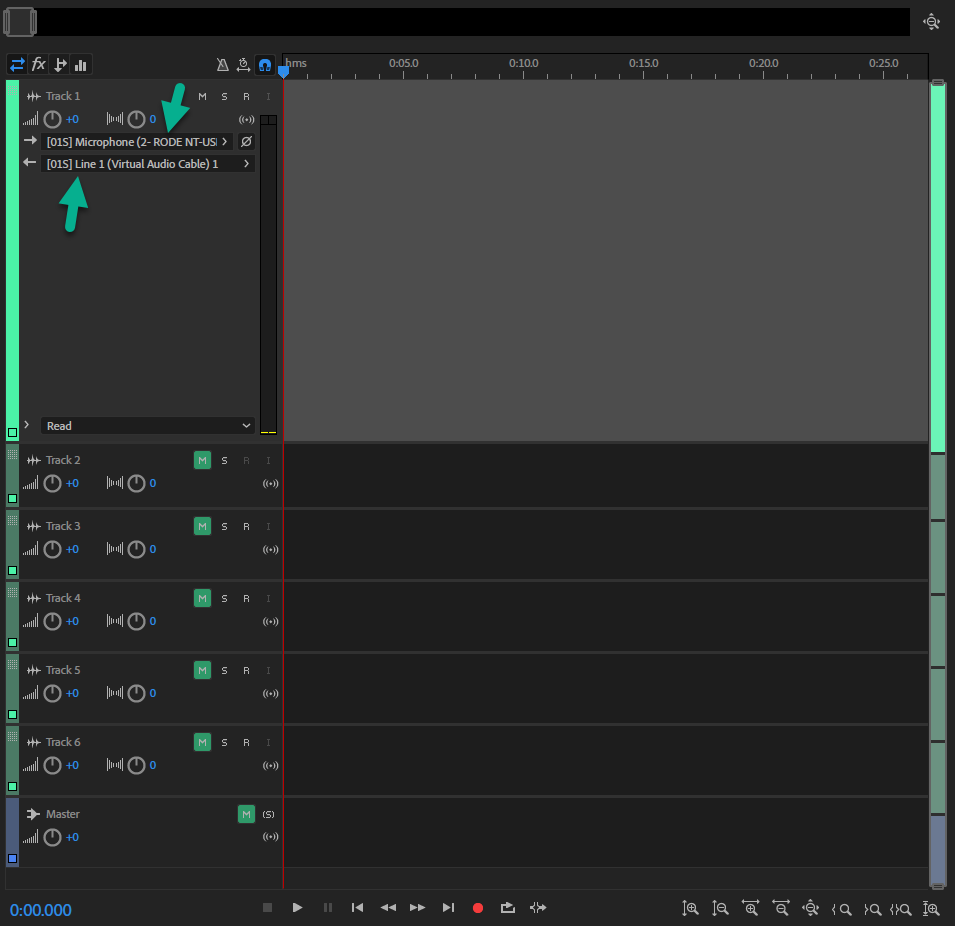 fx hms 0:05.0 0:10.0 0:15.0 0:20.0 0:25.0
Track 1 M S R I
+0 0
[01S] Microphone (2- RODE NT-USI
[01S] Line 1 (Virtual Audio Cable) 1
Read
Track 2 M S R I
+0 0
Track 3 M S R I
+0 0
Track 4 M S R I
+0 0
Track 5 M S R I
+0 0
Track 6 M S R I
+0 0
Master M (S)
+0
0:00.000